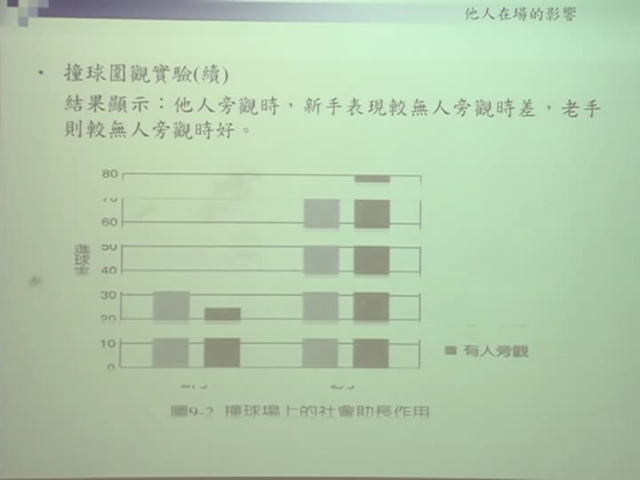 他人在場的影響
• 撞球圍觀實驗(續)
結果顯示：他人旁觀時，新手表現較無人旁觀時差，老手
則較無人旁觀時好。
80
60
50
40
30
20
10
0
進球
有人旁觀
圖9-2 撞球場上的社會助長作用